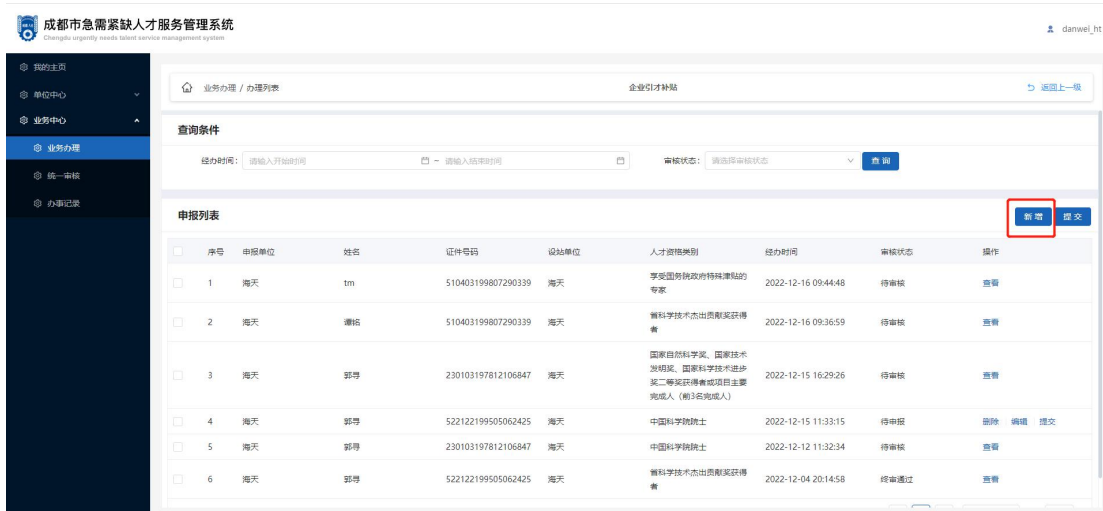 成都市急需紧缺人才服务管理系统
Chengdu urgently needs talent service management system
danwei_ht
我的主页
单位中心
业务中心
业务办理
统一审核
办事记录
业务办理 / 办理列表
企业引才补贴
返回上一级
查询条件
经办时间： 请输入开始时间 - 请输入结束时间 审核状态： 请选择审核状态 查询
申报列表
新增 提交
序号 申报单位 姓名 证件号码 设站单位 人才资格类别 经办时间 审核状态 操作
1 海天 tm 510403199807290339 海天 享受国务院政府特殊津贴的
专家 2022-12-16 09:44:48 待审核 查看
2 海天 谭铭 510403199807290339 海天 省科学技术杰出贡献奖获得
者 2022-12-16 09:36:59 待审核 查看
3 海天 郭寻 230103197812106847 海天 国家自然科学奖、国家技术
发明奖、国家科学技术进步
奖二等奖获得者或项目主要
完成人（前3名完成人） 2022-12-15 16:29:26 待审核 查看
4 海天 郭寻 522122199505062425 海天 中国科学院院士 2022-12-15 11:33:15 待申报 删除 编辑 提交
5 海天 郭寻 230103197812106847 海天 中国科学院院士 2022-12-12 11:32:34 待审核 查看
6 海天 郭寻 522122199505062425 海天 省科学技术杰出贡献奖获得
者 2022-12-04 20:14:58 终审通过 查看